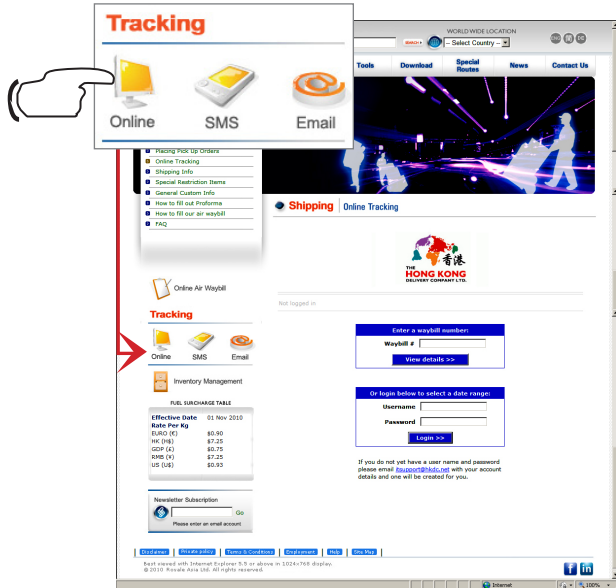 Tracking
Online SMS Email
SEARCH
WORLD WIDE LOCATION
-- Select Country --
ENG 簡 繁
Tools Download Special Routes News Contact Us
Placing Pick Up Orders
Online Tracking
Shipping Info
Special Restriction Items
General Custom Info
How to fill out Proforma
How to fill our air waybill
FAQ
Shipping Online Tracking
香港
THE
HONG KONG
DELIVERY COMPANY LTD.
Not logged in
Online Air Waybill
Tracking
Online SMS Email
Inventory Management
FUEL SURCHARGE TABLE
Effective Date 01 Nov 2010
Rate Per Kg
EURO (€) $0.90
HK (H$) $7.25
GDP (£) $0.75
RMB (¥) $7.25
US (U$) $0.93
Enter a waybill number:
Waybill #
View details >>
Or login below to select a date range:
Username
Password
Login >>
If you do not yet have a user name and password
please email itsupport@hkdc.net with your account
details and one will be created for you.
Newsletter Subscription
Go
Please enter an email account
Disclaimer Private policy Terms & Conditions Employment Help Site Map
Best viewed with Internet Explorer 5.5 or above in 1024x768 display.
© 2010 Rovale Asia Ltd. All rights reserved.
f in
Internet 100%